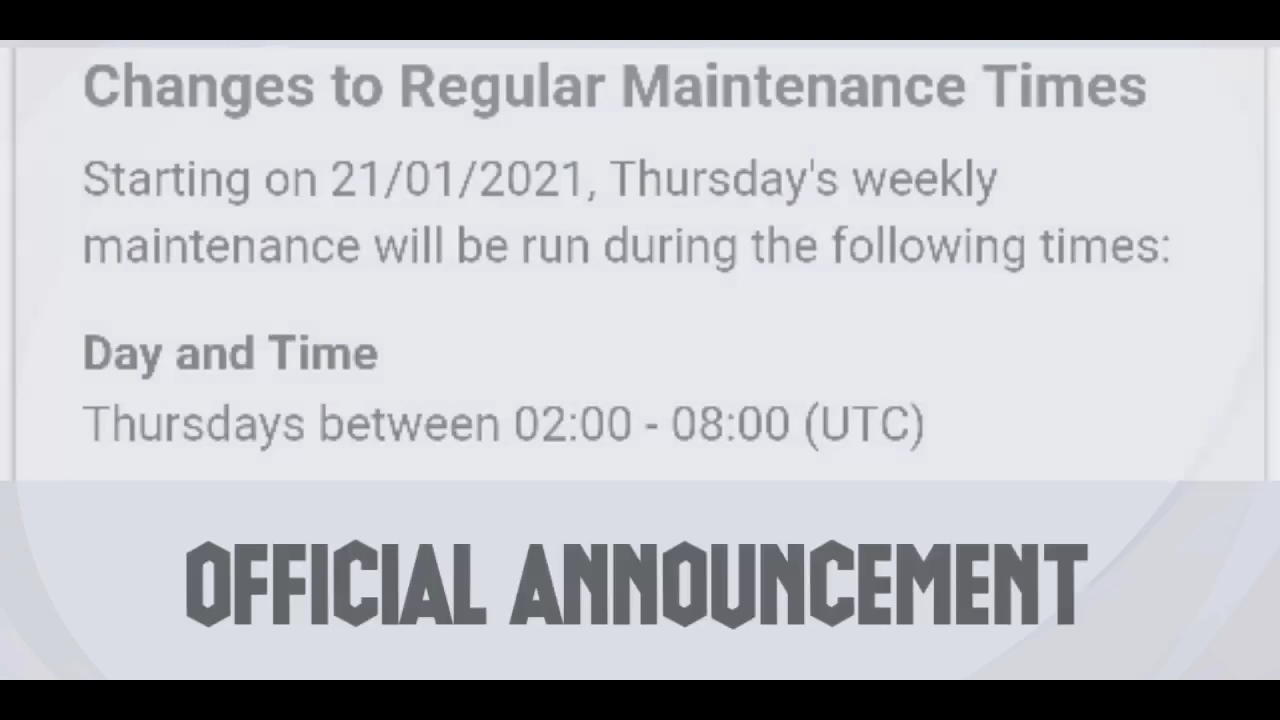 Changes to Regular Maintenance Times
Starting on 21/01/2021, Thursday's weekly
maintenance will be run during the following times:
Day and Time
Thursdays between 02:00 - 08:00 (UTC)
OFFICIAL ANNOUNCEMENT